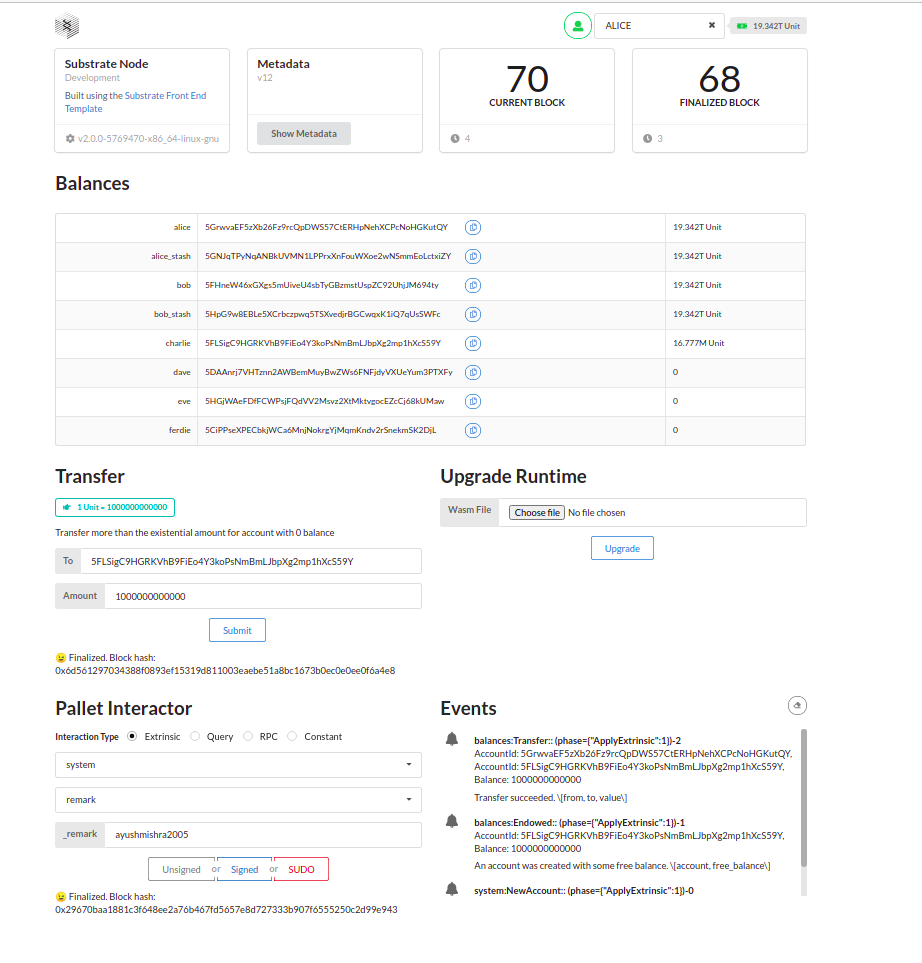 ALICE
19.342T Unit
Substrate Node
Development
Built using the Substrate Front End
Template
v2.0.0-5769470-x86_64-linux-gnu
Metadata
v12
Show Metadata
70
CURRENT BLOCK
4
68
FINALIZED BLOCK
3
Balances
alice 5GrwvaEF5zXb26Fz9rcQpDWS57CtERHpNehXCPcNoHGKutQY 19.342T Unit
alice_stash 5GNJqTPyNqANBkUVMN1LPPrxXnFouWXoe2wNSmmEoLctxiZY 19.342T Unit
bob 5FHneW46xGXgs5mUiveU4sbTyGBzmstUspZC92UhjJM694ty 19.342T Unit
bob_stash 5HpG9w8EBLe5XCrbczpwq5TSXvedjrBGCwqxK1iQ7qUsSWFc 19.342T Unit
charlie 5FLSigC9HGRKVhB9FiEo4Y3koPsNmBmLJbpXg2mp1hXcS59Y 16.777M Unit
dave 5DAAnrj7VHTznn2AWBemMuyBwZWs6FNFjdyVXUeYum3PTXFy 0
eve 5HGjWAeFDfFCWPsjFQdVV2Msvz2XtMktvgocEZcCj68kUMaw 0
ferdie 5CiPPseXPECbkjWCa6MnjNokrgYjMqmKndv2rSnekmSK2DjL 0
Transfer
1 Unit = 1000000000000
Transfer more than the existential amount for account with 0 balance
To 5FLSigC9HGRKVhB9FiEo4Y3koPsNmBmLJbpXg2mp1hXcS59Y
Amount 1000000000000
Submit
😉 Finalized. Block hash:
0x6d561297034388f0893ef15319d811003eaebe51a8bc1673b0ec0e0ee0f6a4e8
Upgrade Runtime
Wasm File Choose file No file chosen
Upgrade
Pallet Interactor
Interaction Type Extrinsic Query RPC Constant
system
remark
_remark ayushmishra2005
Unsigned or Signed or SUDO
😉 Finalized. Block hash:
0x29670baa1881c3f648ee2a76b467fd5657e8d727333b907f6555250c2d99e943
Events
balances:Transfer:: (phase={"ApplyExtrinsic":1})-2
AccountId: 5GrwvaEF5zXb26Fz9rcQpDWS57CtERHpNehXCPcNoHGKutQY,
AccountId: 5FLSigC9HGRKVhB9FiEo4Y3koPsNmBmLJbpXg2mp1hXcS59Y,
Balance: 1000000000000
Transfer succeeded. \[from, to, value\]
balances:Endowed:: (phase={"ApplyExtrinsic":1})-1
AccountId: 5FLSigC9HGRKVhB9FiEo4Y3koPsNmBmLJbpXg2mp1hXcS59Y,
Balance: 1000000000000
An account was created with some free balance. \[account, free_balance\]
system:NewAccount:: (phase={"ApplyExtrinsic":1})-0